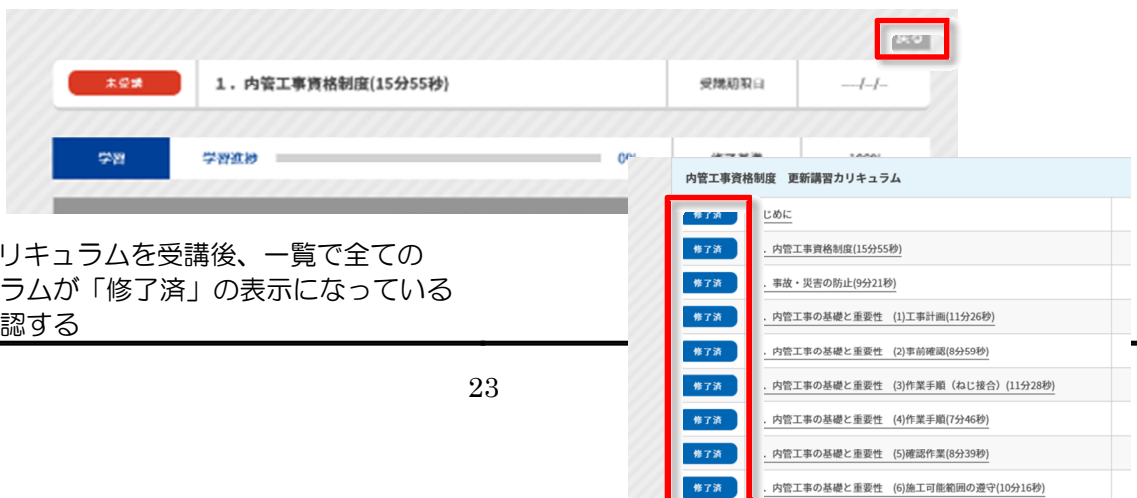 戻る
未受講 1．内管工事資格制度(15分55秒) 受講期限日 ----/--/--
学習 学習進捗 0% 修了基準 100%
内管工事資格制度 更新講習カリキュラム
修了済 じめに
修了済 ．内管工事資格制度(15分55秒)
修了済 ．事故・災害の防止(9分21秒)
修了済 ．内管工事の基礎と重要性 (1)工事計画(11分26秒)
修了済 ．内管工事の基礎と重要性 (2)事前確認(8分59秒)
修了済 ．内管工事の基礎と重要性 (3)作業手順（ねじ接合）(11分28秒)
修了済 ．内管工事の基礎と重要性 (4)作業手順(7分46秒)
修了済 ．内管工事の基礎と重要性 (5)確認作業(8分39秒)
修了済 ．内管工事の基礎と重要性 (6)施工可能範囲の遵守(10分16秒)
リキュラムを受講後、一覧で全ての
ラムが「修了済」の表示になっている
認する
23